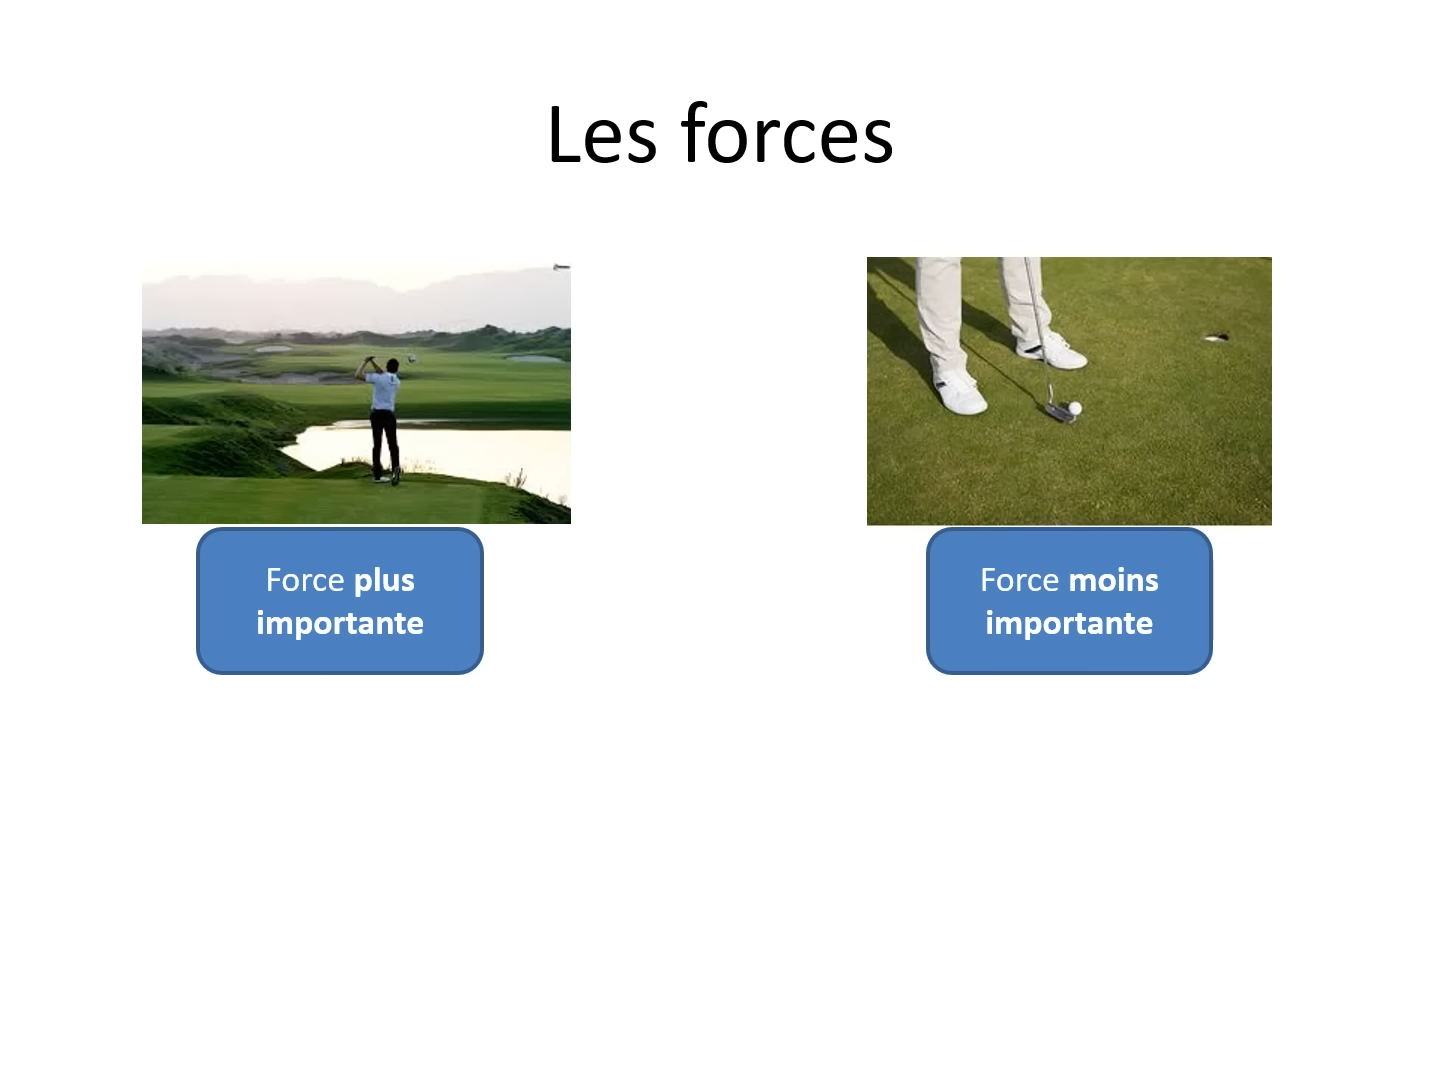 Les forces
Force plus
importante
Force moins
importante